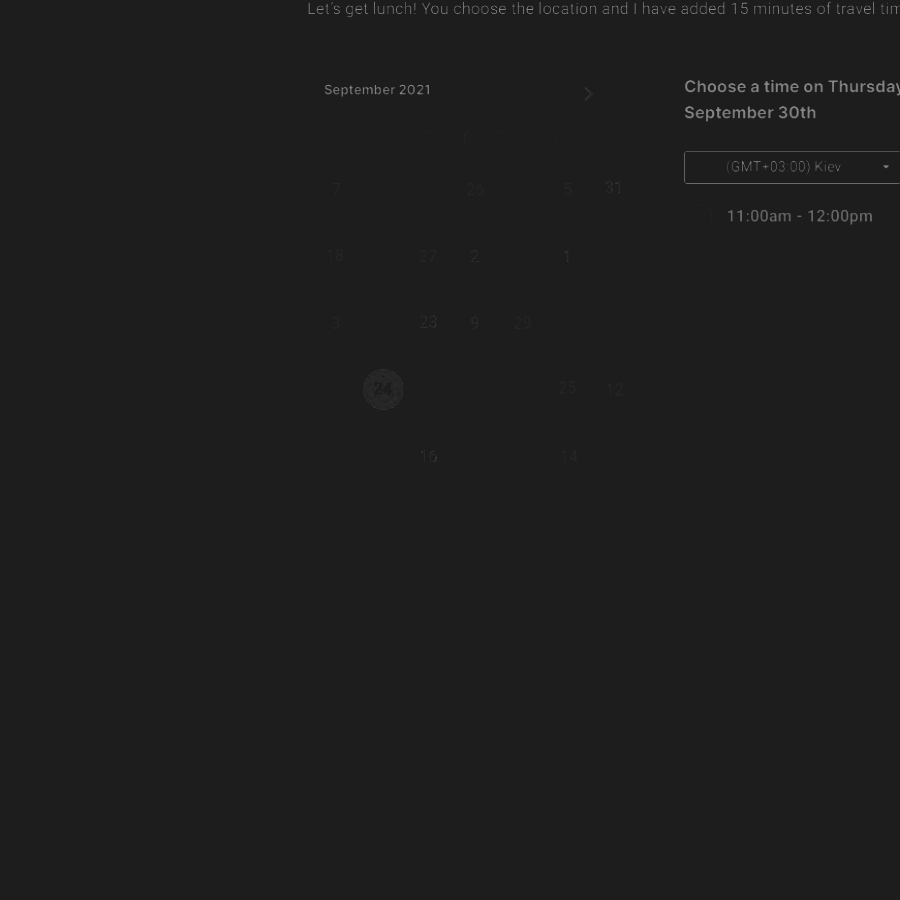 Let's get lunch! You choose the location and I have added 15 minutes of travel tim
September 2021
7 26 5 31
18 27 2 1
3 23 9 29
24 25 12
16 14
Choose a time on Thursday
September 30th
(GMT+03:00) Kiev
11:00am - 12:00pm